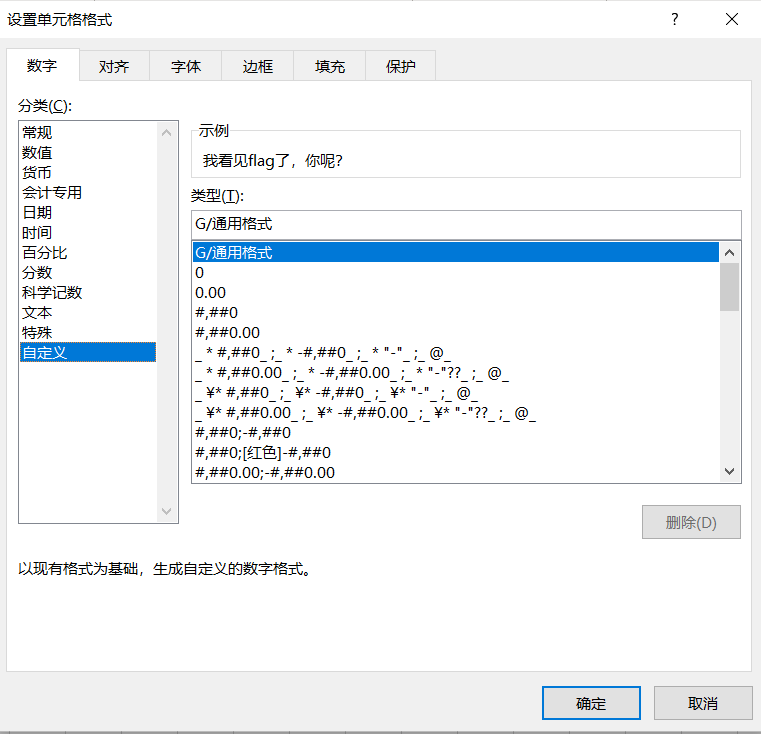 设置单元格格式
数字 对齐 字体 边框 填充 保护
分类(C):
常规
数值
货币
会计专用
日期
时间
百分比
分数
科学记数
文本
特殊
自定义
示例
我看见flag了，你呢?
类型(T):
G/通用格式
G/通用格式
0
0.00
#,##0
#,##0.00
_ * #,##0_ ;_ * -#,##0_ ;_ * "-"_ ;_ @_
_ * #,##0.00_ ;_ * -#,##0.00_ ;_ * "-"??_ ;_ @_
_ ¥* #,##0_ ;_ ¥* -#,##0_ ;_ ¥* "-"_ ;_ @_
_ ¥* #,##0.00_ ;_ ¥* -#,##0.00_ ;_ ¥* "-"??_ ;_ @_
#,##0;-#,##0
#,##0;[红色]-#,##0
#,##0.00;-#,##0.00
删除(D)
以现有格式为基础，生成自定义的数字格式。
确定 取消